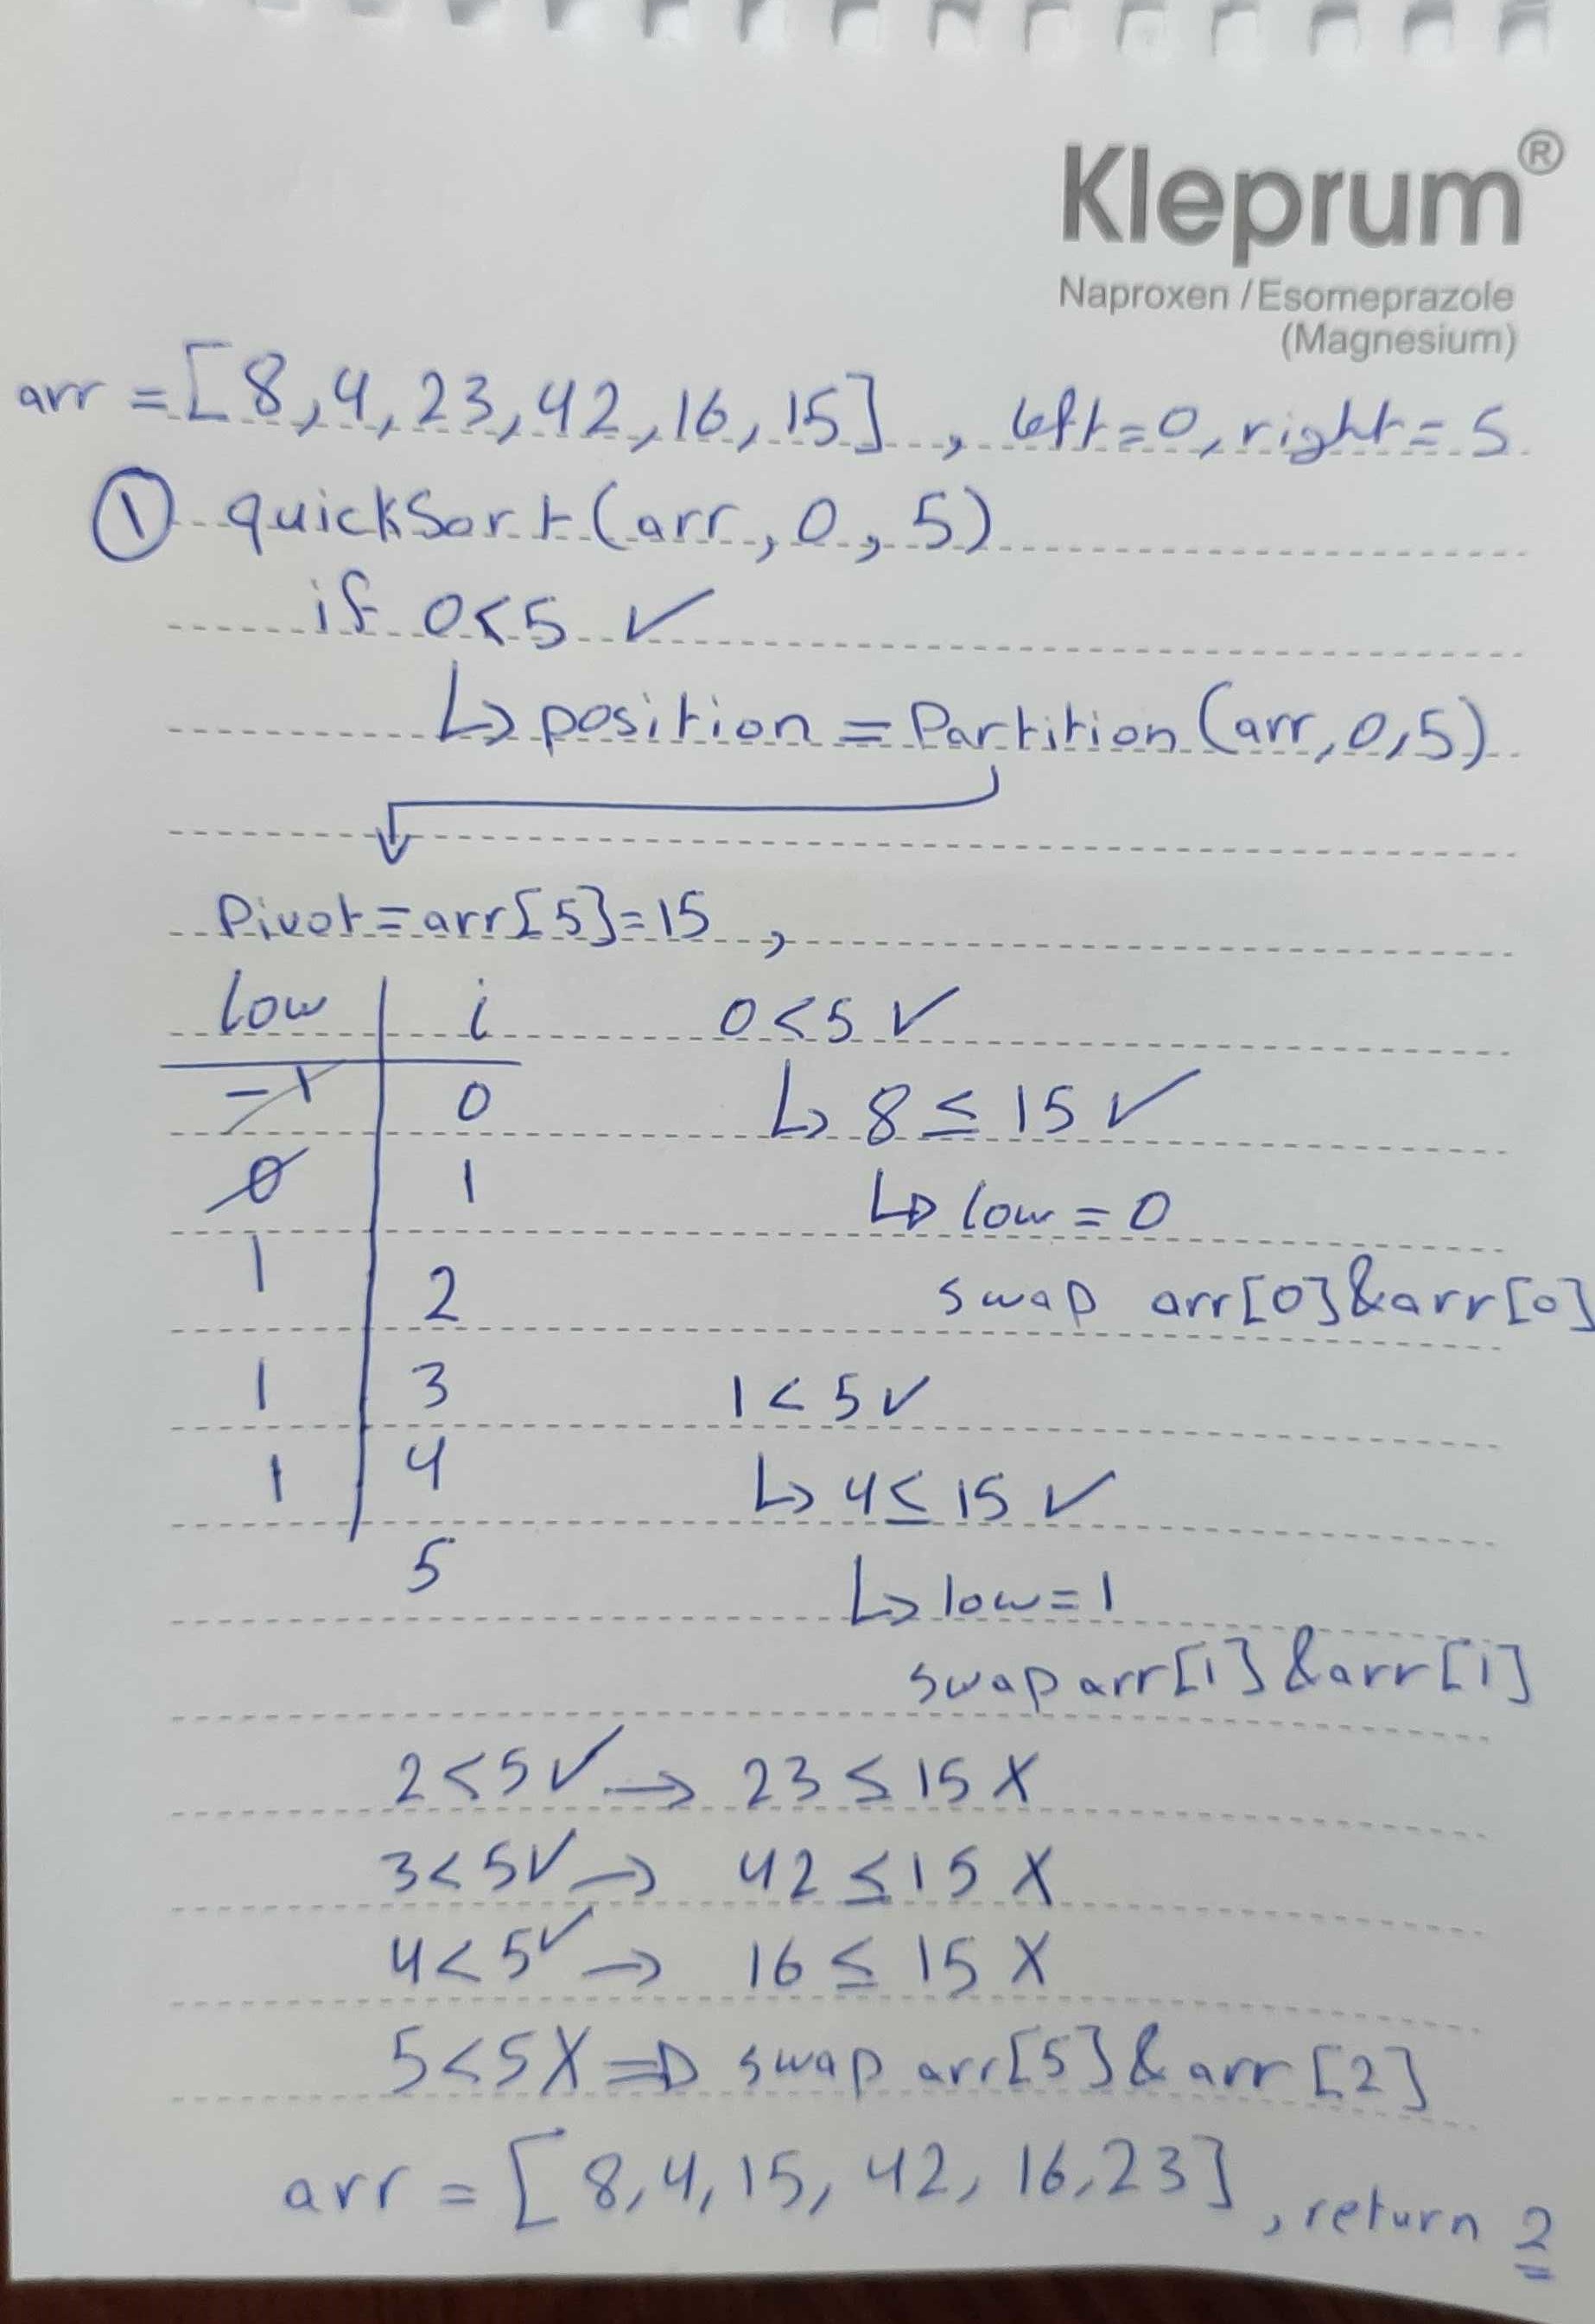 Kleprum®
Naproxen / Esomeprazole
(Magnesium)
arr = [8, 4, 23, 42, 16, 15] , left=0, right=5
① quickSort(arr, 0, 5)
if 0<5 ✓
↳ position = Partition(arr, 0, 5)
Pivot = arr[5]=15 ,
low | i 0<5 ✓
-1 | 0 ↳ 8 ≤ 15 ✓
0 | 1 ↳ low = 0
1 | 2 swap arr[0]&arr[0]
1 | 3 1<5 ✓
1 | 4 ↳ 4 ≤ 15 ✓
5 ↳ low=1
swap arr[1]&arr[1]
2<5 ✓ → 23 ≤ 15 X
3<5 ✓ → 42 ≤ 15 X
4<5 ✓ → 16 ≤ 15 X
5<5 X ⇒ swap arr[5]&arr[2]
arr = [8, 4, 15, 42, 16, 23] , return 2